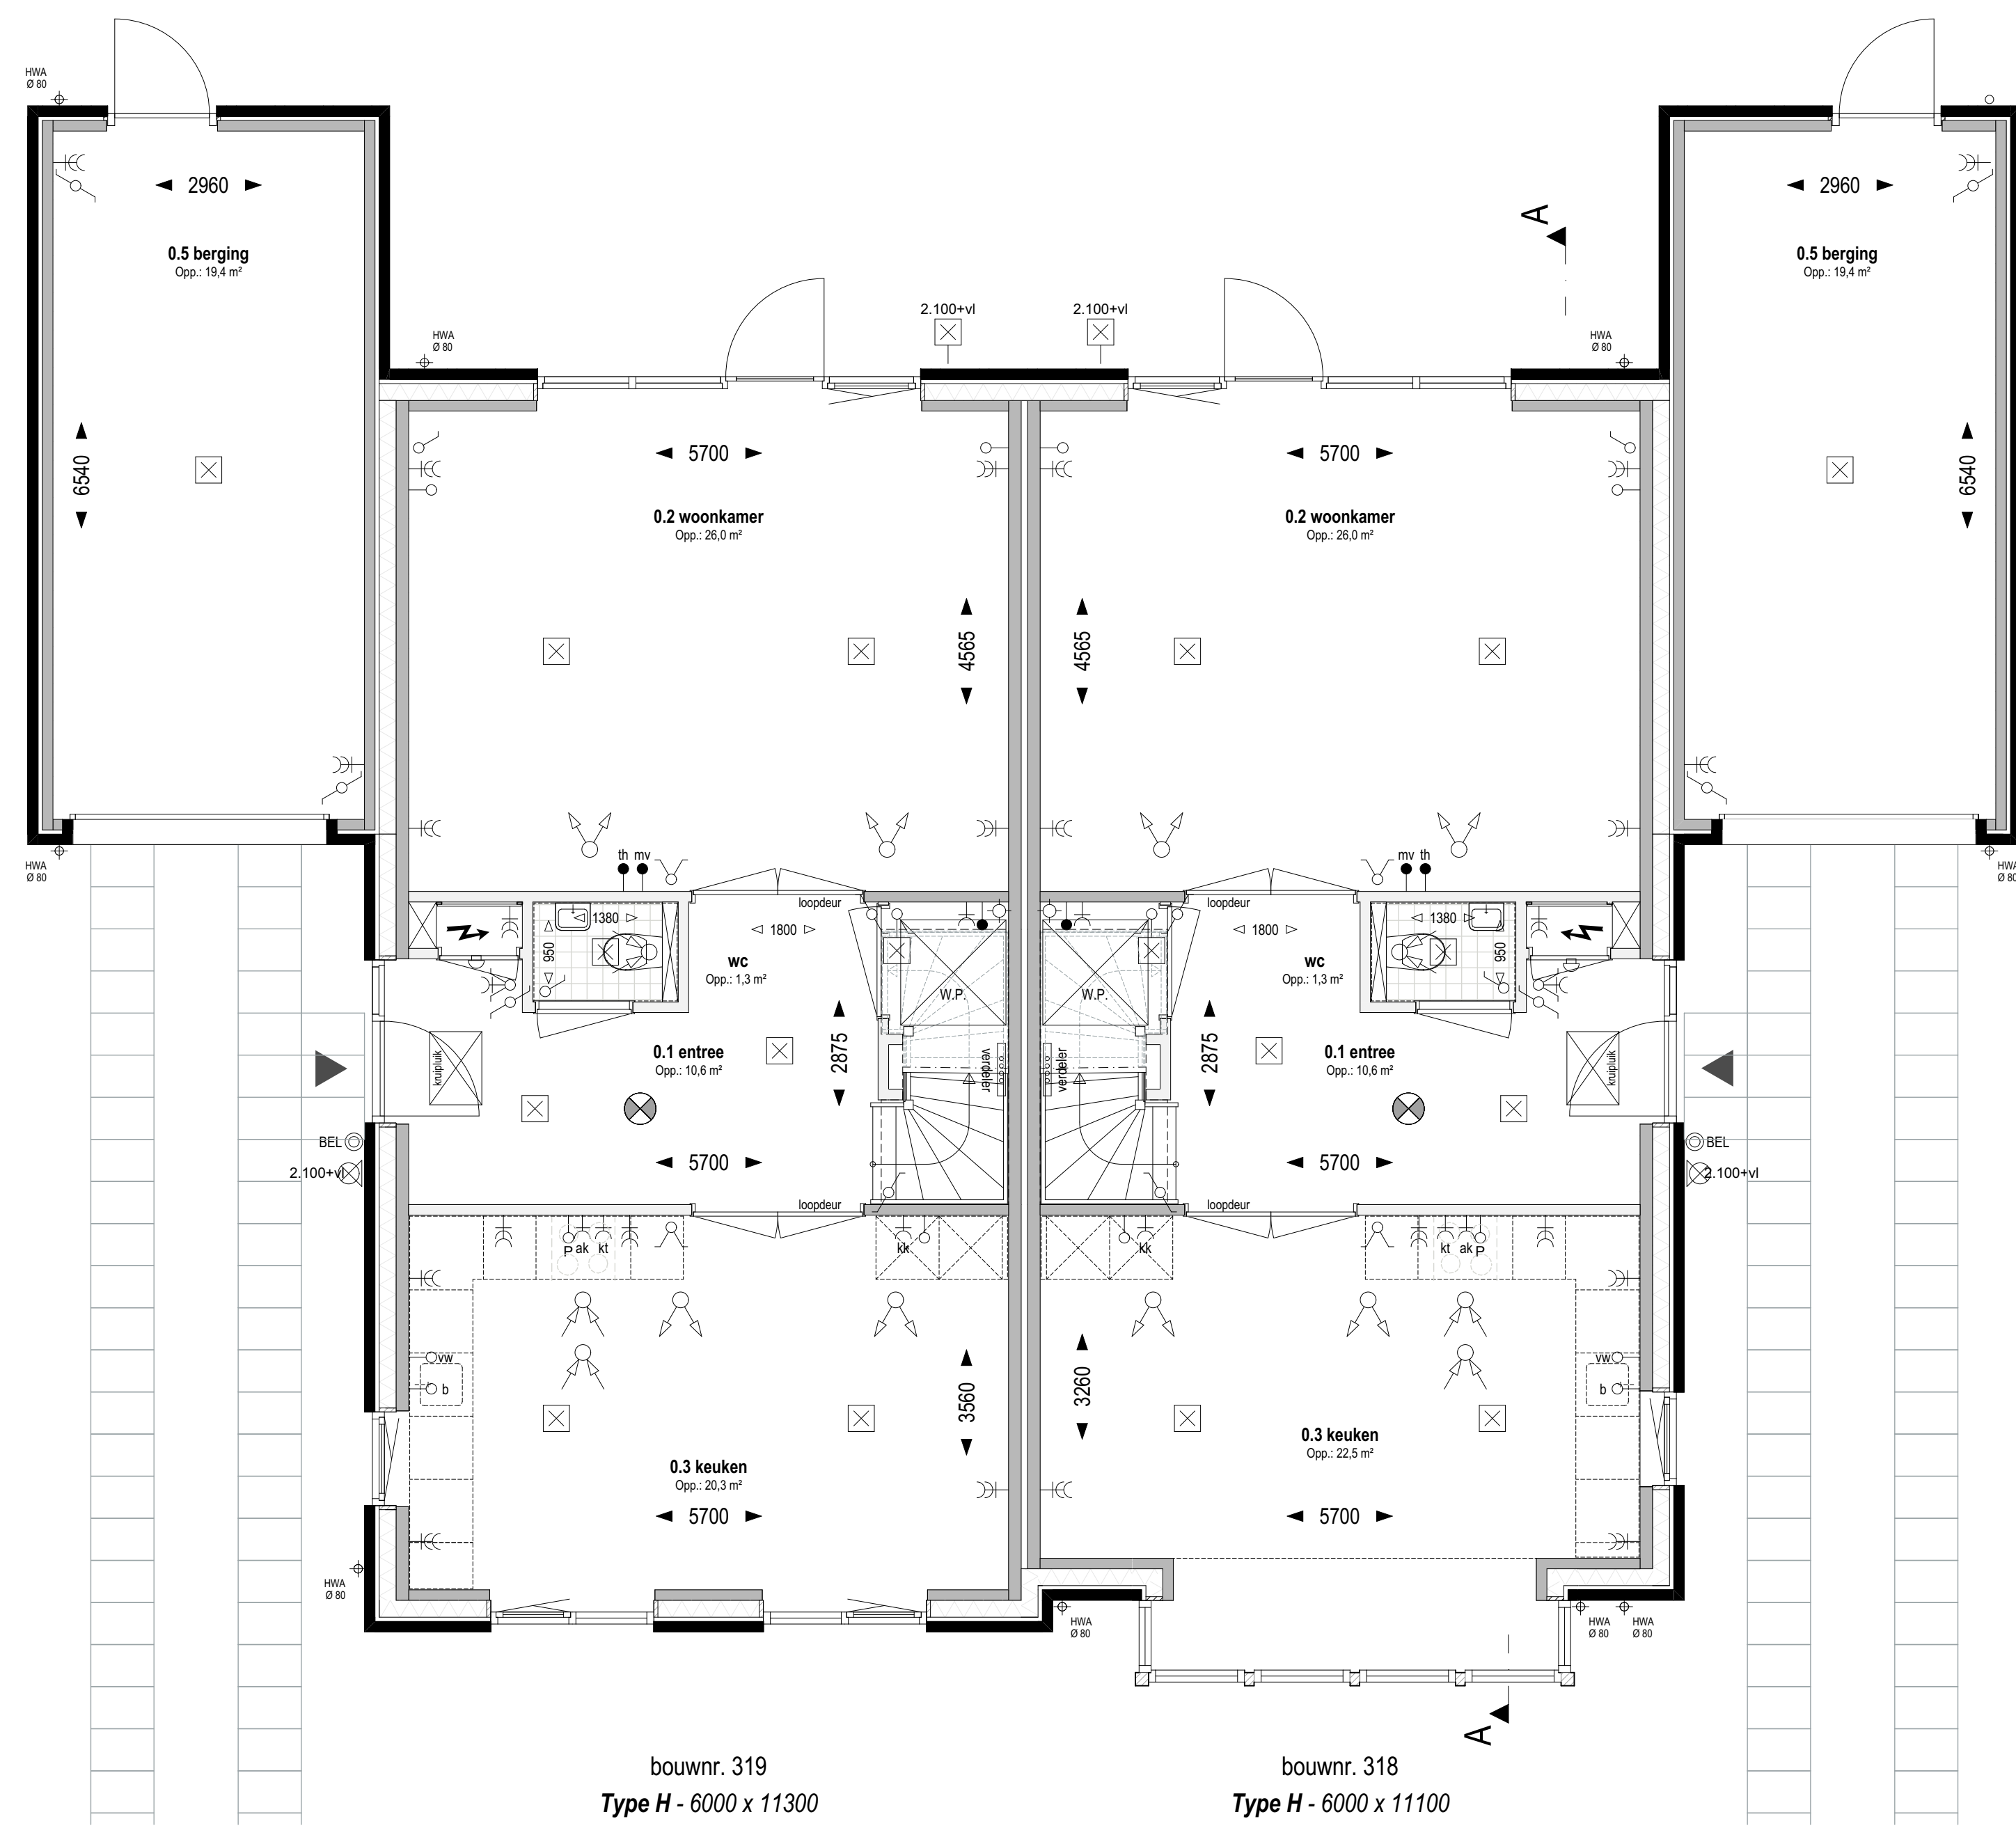 HWA
Ø 80
2960
2960
A
0.5 berging
Opp.: 19,4 m²
0.5 berging
Opp.: 19,4 m²
2.100+vl
2.100+vl
HWA
Ø 80
HWA
Ø 80
6540
5700
5700
6540
0.2 woonkamer
Opp.: 26,0 m²
0.2 woonkamer
Opp.: 26,0 m²
4565
4565
HWA
Ø 80
th mv
mv th
HWA
Ø 80
loopdeur
loopdeur
1380
1800
1800
1380
950
950
wc
Opp.: 1,3 m²
wc
Opp.: 1,3 m²
W.P.
W.P.
kruipluik
0.1 entree
Opp.: 10,6 m²
2875
verdeler
verdeler
2875
0.1 entree
Opp.: 10,6 m²
kruipluik
BEL
BEL
2.100+vl
5700
5700
2.100+vl
loopdeur
loopdeur
P ak kt
kk
kk
kt ak P
vw
b
vw
b
3560
3260
0.3 keuken
Opp.: 22,5 m²
0.3 keuken
Opp.: 20,3 m²
5700
5700
HWA
Ø 80
HWA
Ø 80
HWA
Ø 80
HWA
Ø 80
A
bouwnr. 319
bouwnr. 318
Type H - 6000 x 11300
Type H - 6000 x 11100